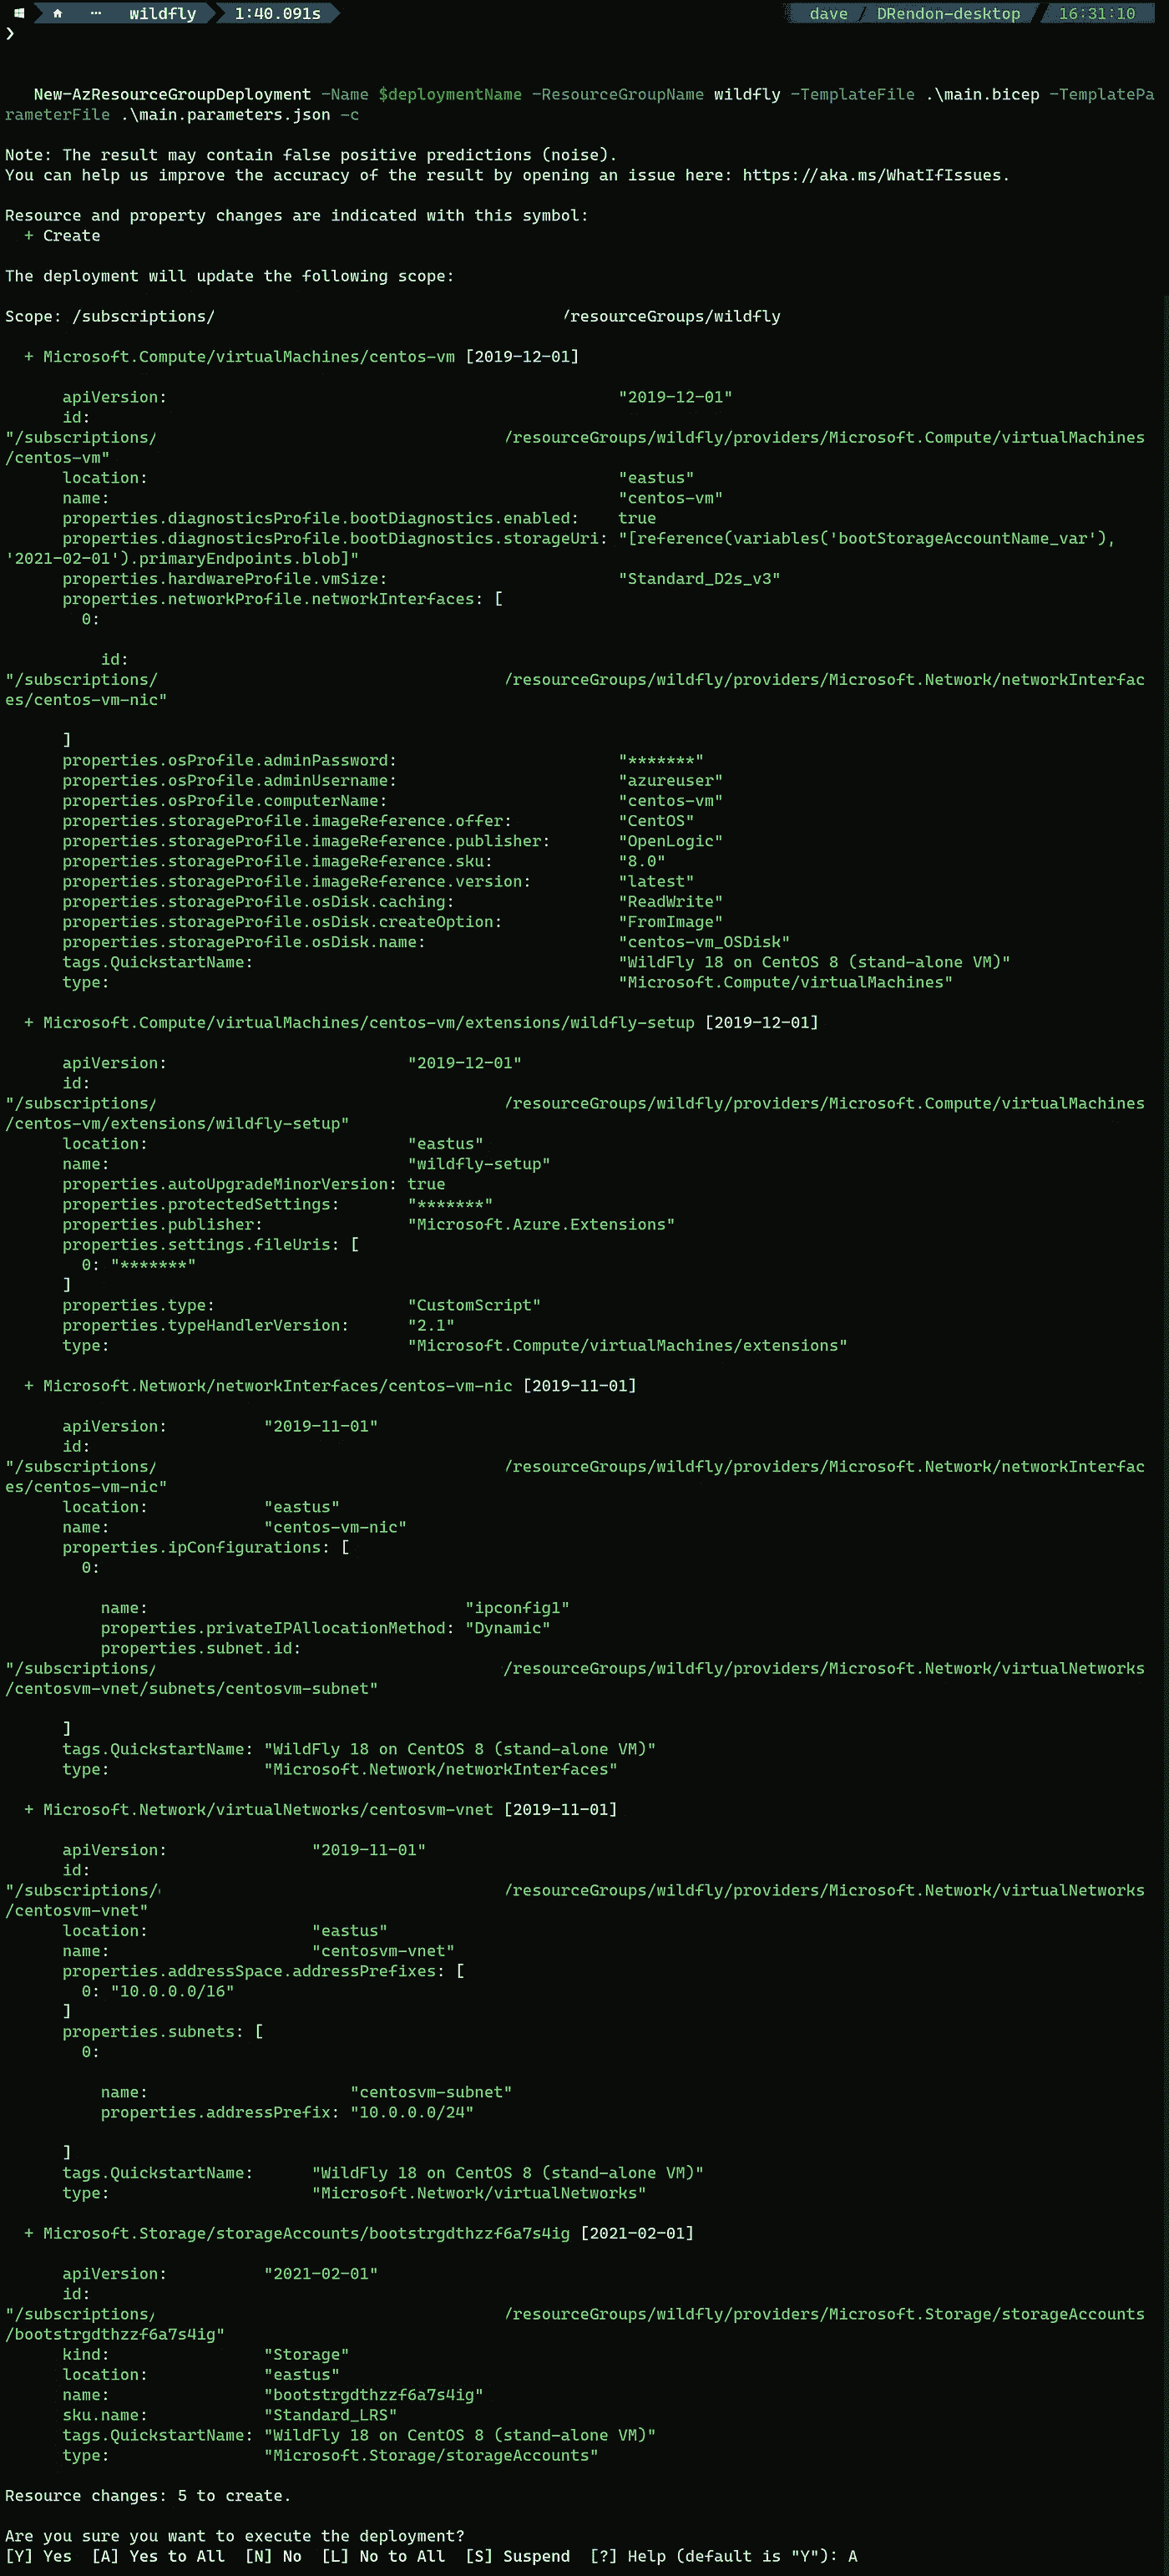 ··· wildfly 1:40.091s dave / DRendon-desktop 16:31:10
❯
New-AzResourceGroupDeployment -Name $deploymentName -ResourceGroupName wildfly -TemplateFile .\main.bicep -TemplatePa
rameterFile .\main.parameters.json -c
Note: The result may contain false positive predictions (noise).
You can help us improve the accuracy of the result by opening an issue here: https://aka.ms/WhatIfIssues.
Resource and property changes are indicated with this symbol:
+ Create
The deployment will update the following scope:
Scope: /subscriptions/ /resourceGroups/wildfly
+ Microsoft.Compute/virtualMachines/centos-vm [2019-12-01]
apiVersion: "2019-12-01"
id:
"/subscriptions/ /resourceGroups/wildfly/providers/Microsoft.Compute/virtualMachines
/centos-vm"
location: "eastus"
name: "centos-vm"
properties.diagnosticsProfile.bootDiagnostics.enabled: true
properties.diagnosticsProfile.bootDiagnostics.storageUri: "[reference(variables('bootStorageAccountName_var'),
'2021-02-01').primaryEndpoints.blob]"
properties.hardwareProfile.vmSize: "Standard_D2s_v3"
properties.networkProfile.networkInterfaces: [
0:
id:
"/subscriptions/ /resourceGroups/wildfly/providers/Microsoft.Network/networkInterfac
es/centos-vm-nic"
]
properties.osProfile.adminPassword: "*******"
properties.osProfile.adminUsername: "azureuser"
properties.osProfile.computerName: "centos-vm"
properties.storageProfile.imageReference.offer: "CentOS"
properties.storageProfile.imageReference.publisher: "OpenLogic"
properties.storageProfile.imageReference.sku: "8.0"
properties.storageProfile.imageReference.version: "latest"
properties.storageProfile.osDisk.caching: "ReadWrite"
properties.storageProfile.osDisk.createOption: "FromImage"
properties.storageProfile.osDisk.name: "centos-vm_OSDisk"
tags.QuickstartName: "WildFly 18 on CentOS 8 (stand-alone VM)"
type: "Microsoft.Compute/virtualMachines"
+ Microsoft.Compute/virtualMachines/centos-vm/extensions/wildfly-setup [2019-12-01]
apiVersion: "2019-12-01"
id:
"/subscriptions/ /resourceGroups/wildfly/providers/Microsoft.Compute/virtualMachines
/centos-vm/extensions/wildfly-setup"
location: "eastus"
name: "wildfly-setup"
properties.autoUpgradeMinorVersion: true
properties.protectedSettings: "*******"
properties.publisher: "Microsoft.Azure.Extensions"
properties.settings.fileUris: [
0: "*******"
]
properties.type: "CustomScript"
properties.typeHandlerVersion: "2.1"
type: "Microsoft.Compute/virtualMachines/extensions"
+ Microsoft.Network/networkInterfaces/centos-vm-nic [2019-11-01]
apiVersion: "2019-11-01"
id:
"/subscriptions/ /resourceGroups/wildfly/providers/Microsoft.Network/networkInterfac
es/centos-vm-nic"
location: "eastus"
name: "centos-vm-nic"
properties.ipConfigurations: [
0:
name: "ipconfig1"
properties.privateIPAllocationMethod: "Dynamic"
properties.subnet.id:
"/subscriptions/ /resourceGroups/wildfly/providers/Microsoft.Network/virtualNetworks
/centosvm-vnet/subnets/centosvm-subnet"
]
tags.QuickstartName: "WildFly 18 on CentOS 8 (stand-alone VM)"
type: "Microsoft.Network/networkInterfaces"
+ Microsoft.Network/virtualNetworks/centosvm-vnet [2019-11-01]
apiVersion: "2019-11-01"
id:
"/subscriptions/ /resourceGroups/wildfly/providers/Microsoft.Network/virtualNetworks
/centosvm-vnet"
location: "eastus"
name: "centosvm-vnet"
properties.addressSpace.addressPrefixes: [
0: "10.0.0.0/16"
]
properties.subnets: [
0:
name: "centosvm-subnet"
properties.addressPrefix: "10.0.0.0/24"
]
tags.QuickstartName: "WildFly 18 on CentOS 8 (stand-alone VM)"
type: "Microsoft.Network/virtualNetworks"
+ Microsoft.Storage/storageAccounts/bootstrgdthzzf6a7s4ig [2021-02-01]
apiVersion: "2021-02-01"
id:
"/subscriptions/ /resourceGroups/wildfly/providers/Microsoft.Storage/storageAccounts
/bootstrgdthzzf6a7s4ig"
kind: "Storage"
location: "eastus"
name: "bootstrgdthzzf6a7s4ig"
sku.name: "Standard_LRS"
tags.QuickstartName: "WildFly 18 on CentOS 8 (stand-alone VM)"
type: "Microsoft.Storage/storageAccounts"
Resource changes: 5 to create.
Are you sure you want to execute the deployment?
[Y] Yes [A] Yes to All [N] No [L] No to All [S] Suspend [?] Help (default is "Y"): A